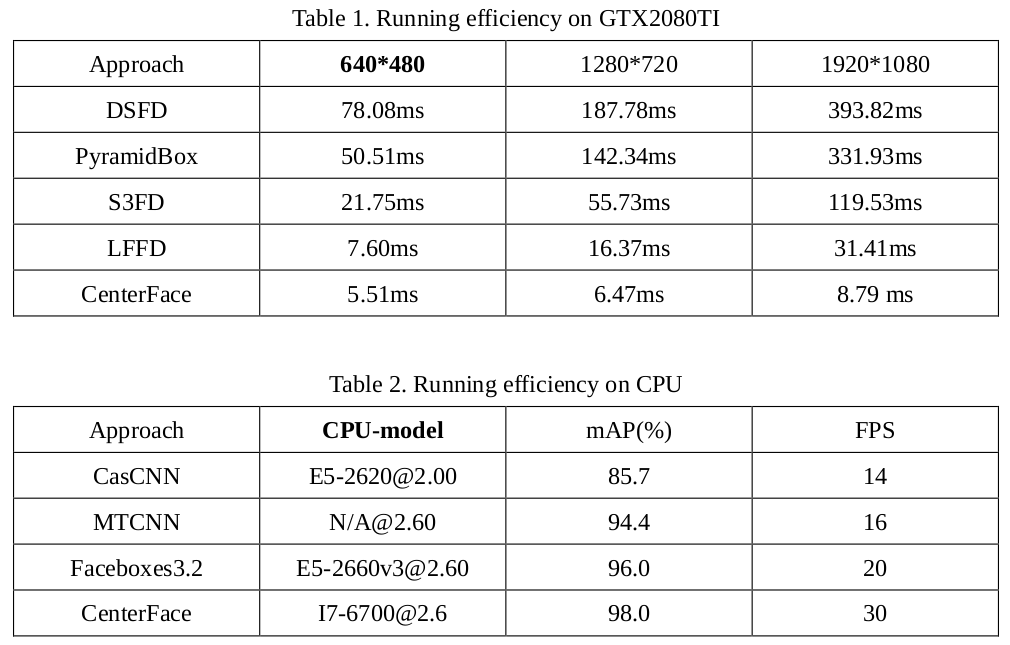 Table 1. Running efficiency on GTX2080TI
Approach 640*480 1280*720 1920*1080
DSFD 78.08ms 187.78ms 393.82ms
PyramidBox 50.51ms 142.34ms 331.93ms
S3FD 21.75ms 55.73ms 119.53ms
LFFD 7.60ms 16.37ms 31.41ms
CenterFace 5.51ms 6.47ms 8.79 ms
Table 2. Running efficiency on CPU
Approach CPU-model mAP(%) FPS
CasCNN E5-2620@2.00 85.7 14
MTCNN N/A@2.60 94.4 16
Faceboxes3.2 E5-2660v3@2.60 96.0 20
CenterFace I7-6700@2.6 98.0 30